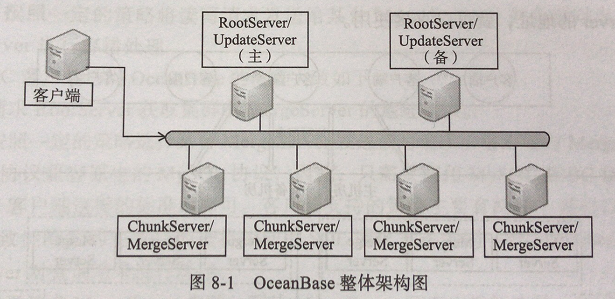 RootServer/
UpdateServer
（主）
RootServer/
UpdateServer
（备）
客户端
ChunkServer/
MergeServer
ChunkServer/
MergeServer
ChunkServer/
MergeServer
ChunkServer/
MergeServer
图 8-1 OceanBase 整体架构图